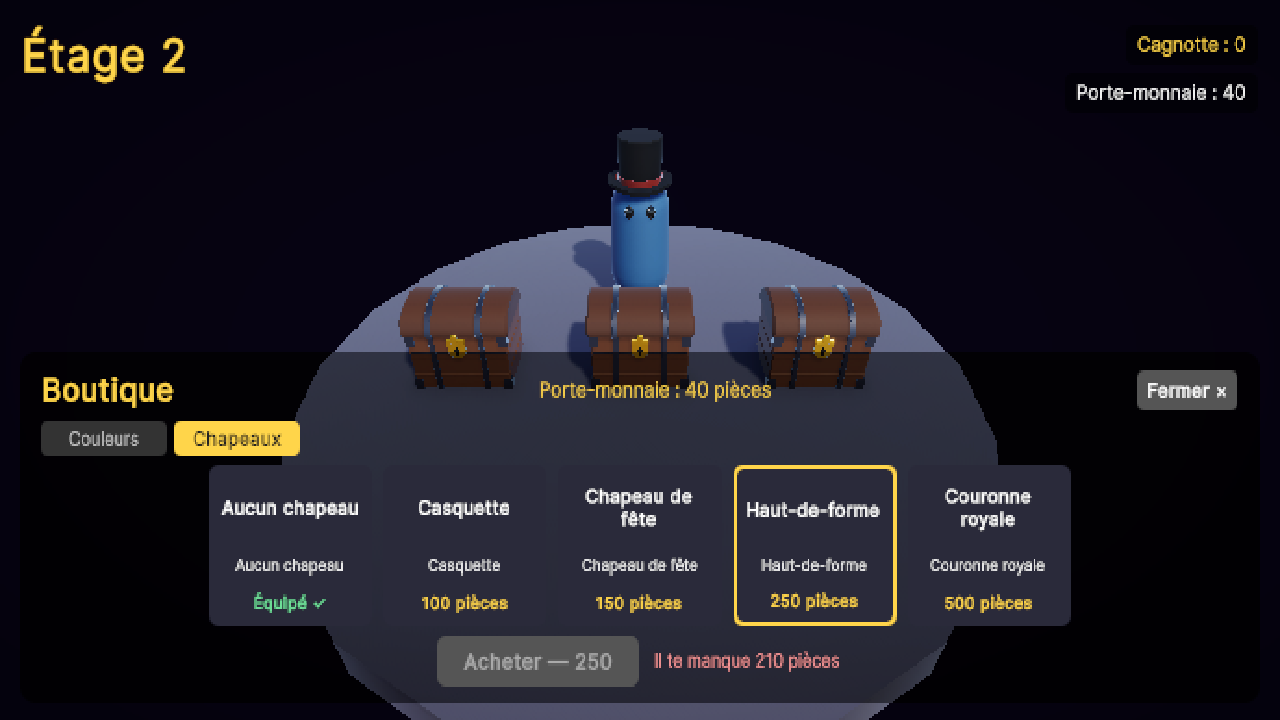 Étage 2
Cagnotte : 0
Porte-monnaie : 40
Boutique
Porte-monnaie : 40 pièces
Fermer ×
Couleurs
Chapeaux
Aucun chapeau
Aucun chapeau
Équipé ✓
Casquette
Casquette
100 pièces
Chapeau de
fête
Chapeau de fête
150 pièces
Haut-de-forme
Haut-de-forme
250 pièces
Couronne
royale
Couronne royale
500 pièces
Acheter — 250
Il te manque 210 pièces